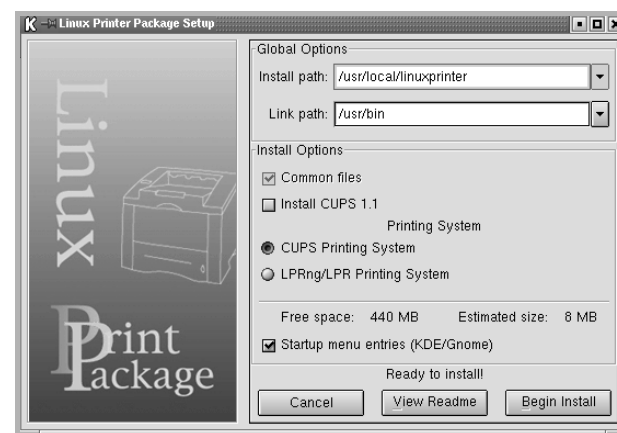 Linux Printer Package Setup
Linux
Print
Package
Global Options
Install path: /usr/local/linuxprinter
Link path: /usr/bin
Install Options
Common files
Install CUPS 1.1
Printing System
CUPS Printing System
LPRng/LPR Printing System
Free space: 440 MB Estimated size: 8 MB
Startup menu entries (KDE/Gnome)
Ready to install!
Cancel View Readme Begin Install